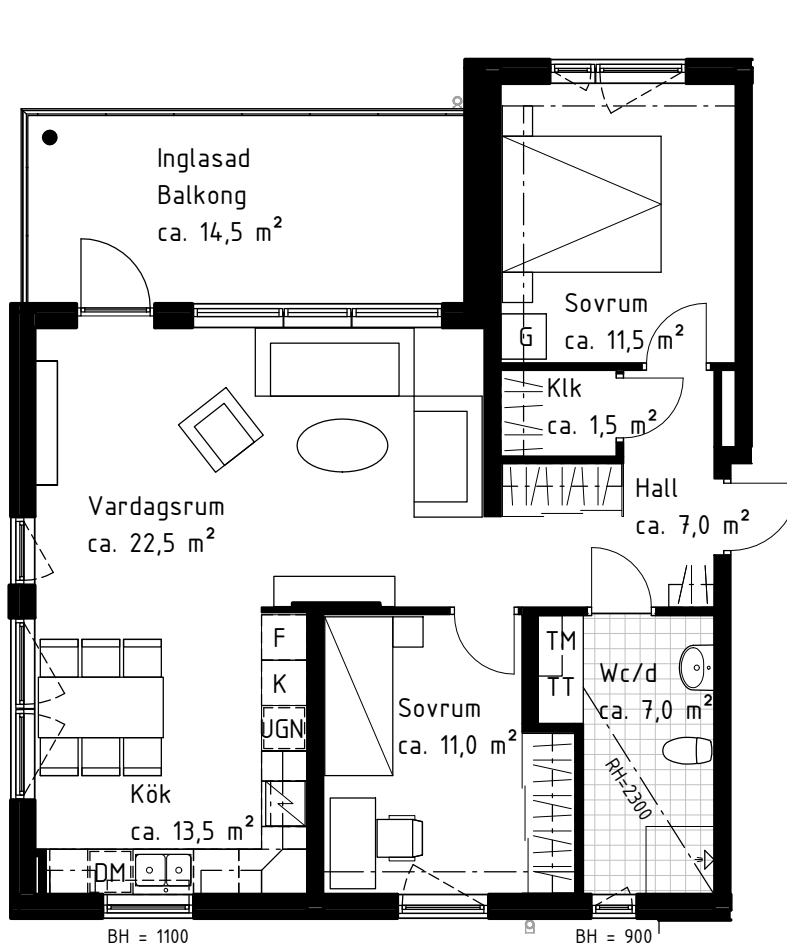 Inglasad
Balkong
ca. 14,5 m²
Sovrum
ca. 11,5 m²
G
Klk
ca. 1,5 m²
Hall
ca. 7,0 m²
Vardagsrum
ca. 22,5 m²
F
K
UGN
TM
TT
Wc/d
ca. 7,0 m²
Sovrum
ca. 11,0 m²
RH=2300
Kök
ca. 13,5 m²
DM
BH = 1100
BH = 900